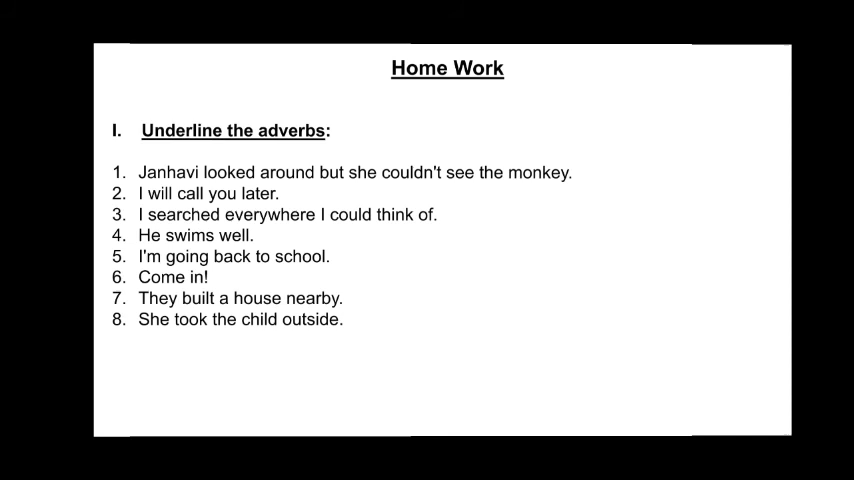 Home Work
I. Underline the adverbs:
1. Janhavi looked around but she couldn't see the monkey.
2. I will call you later.
3. I searched everywhere I could think of.
4. He swims well.
5. I'm going back to school.
6. Come in!
7. They built a house nearby.
8. She took the child outside.